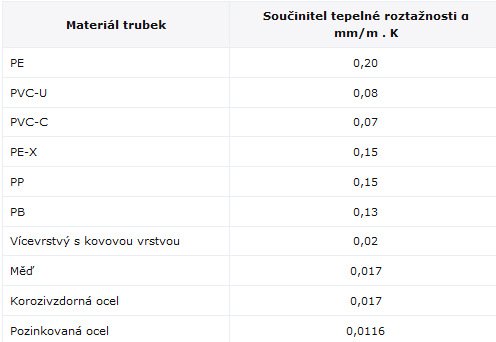 Materiál trubek
Součinitel tepelné roztažnosti α
mm/m . K
PE 0,20
PVC-U 0,08
PVC-C 0,07
PE-X 0,15
PP 0,15
PB 0,13
Vícevrstvý s kovovou vrstvou 0,02
Měď 0,017
Korozivzdorná ocel 0,017
Pozinkovaná ocel 0,0116